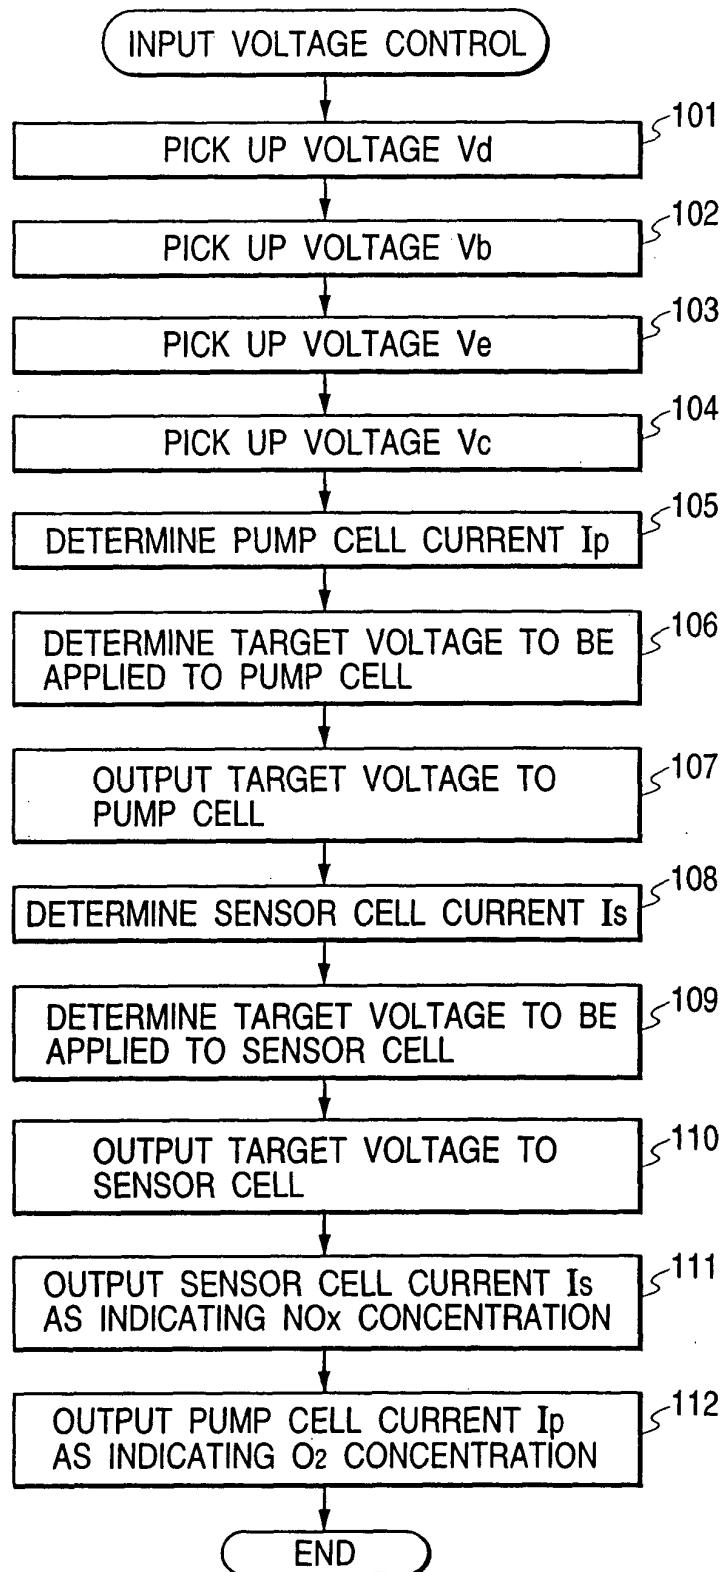 INPUT VOLTAGE CONTROL
101
PICK UP VOLTAGE Vd
102
PICK UP VOLTAGE Vb
103
PICK UP VOLTAGE Ve
104
PICK UP VOLTAGE Vc
105
DETERMINE PUMP CELL CURRENT Ip
106
DETERMINE TARGET VOLTAGE TO BE
APPLIED TO PUMP CELL
107
OUTPUT TARGET VOLTAGE TO
PUMP CELL
108
DETERMINE SENSOR CELL CURRENT Is
109
DETERMINE TARGET VOLTAGE TO BE
APPLIED TO SENSOR CELL
110
OUTPUT TARGET VOLTAGE TO
SENSOR CELL
111
OUTPUT SENSOR CELL CURRENT Is
AS INDICATING NOx CONCENTRATION
112
OUTPUT PUMP CELL CURRENT Ip
AS INDICATING O2 CONCENTRATION
END